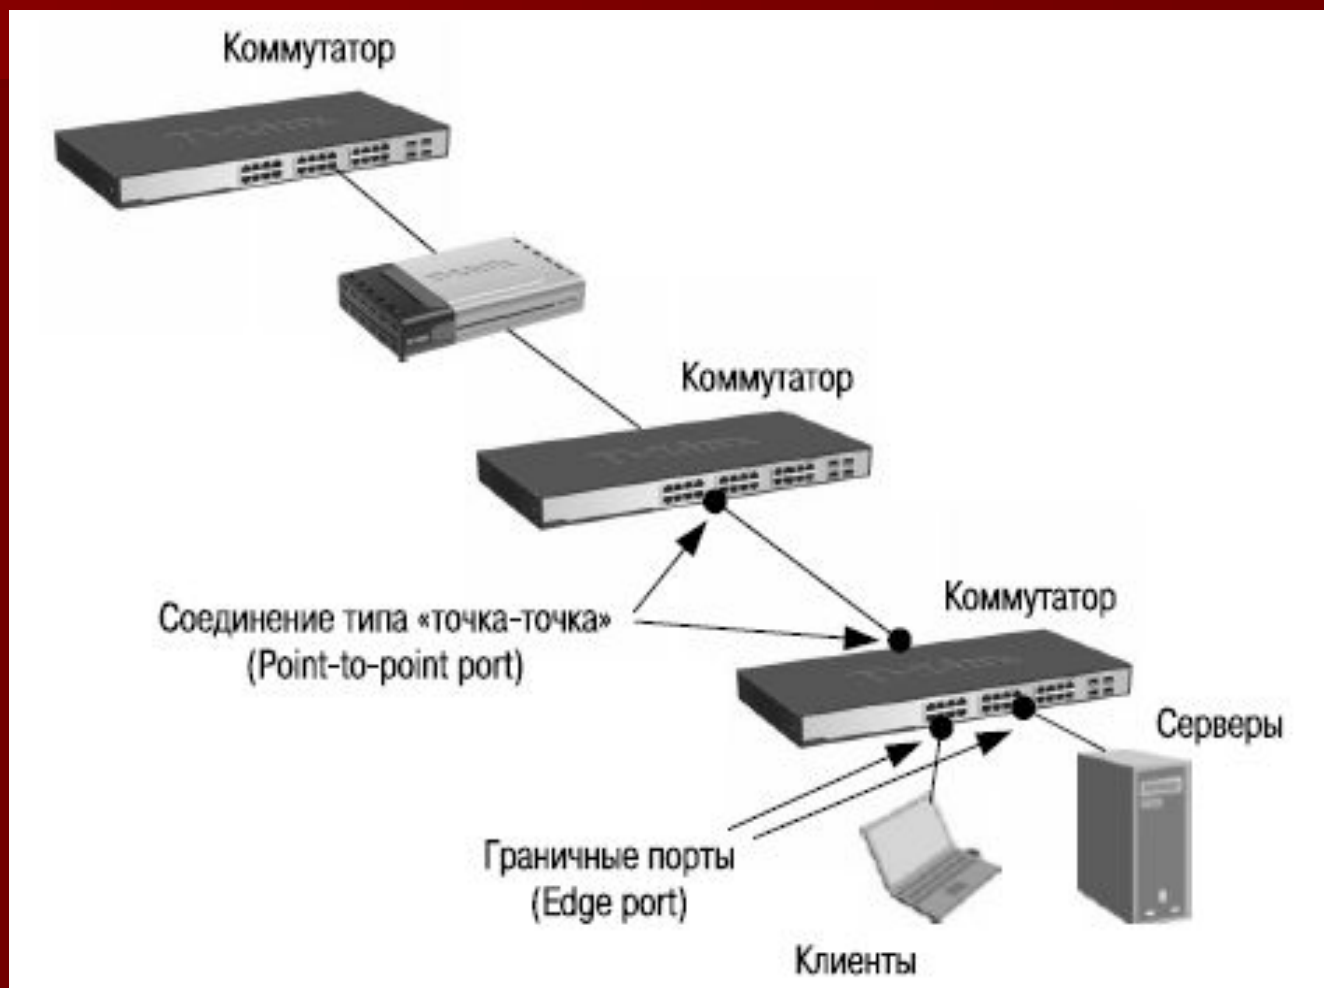 Коммутатор
Коммутатор
Коммутатор
Соединение типа «точка-точка»
(Point-to-point port)
Серверы
Граничные порты
(Edge port)
Клиенты